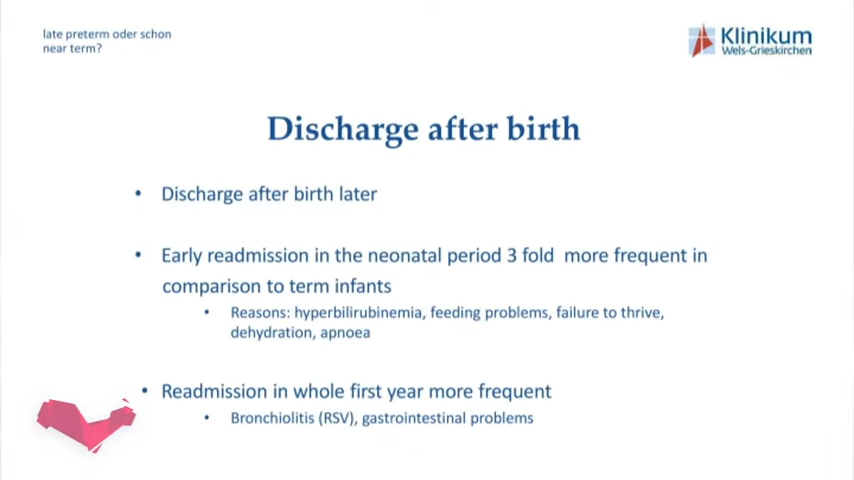 late preterm oder schon
near term?
Klinikum
Wels-Grieskirchen
Discharge after birth
• Discharge after birth later
• Early readmission in the neonatal period 3 fold  more frequent in
comparison to term infants
• Reasons: hyperbilirubinemia, feeding problems, failure to thrive,
dehydration, apnoea
• Readmission in whole first year more frequent
• Bronchiolitis (RSV), gastrointestinal problems